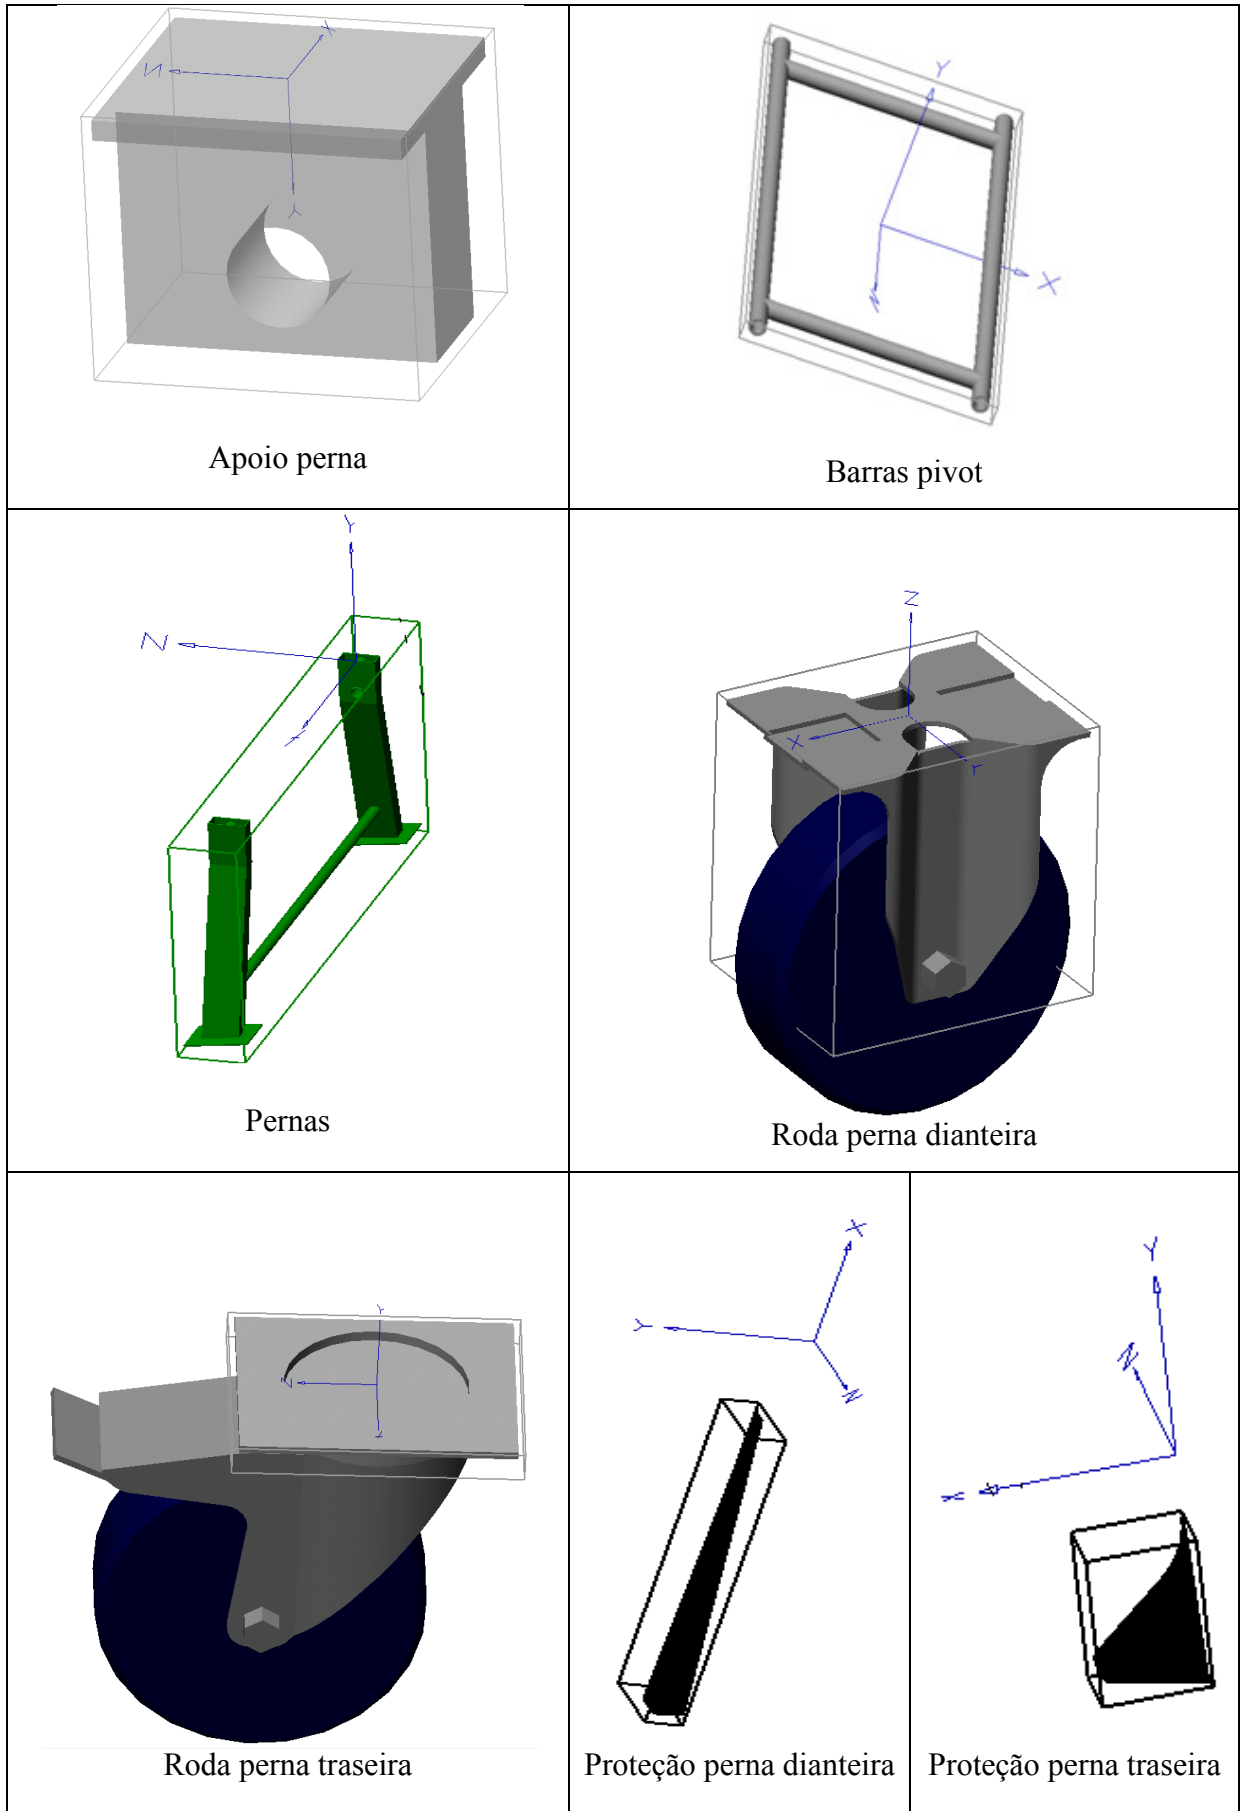 X
Z
Y
Apoio perna
Y
X
Z
Barras pivot
Y
Z
X
Pernas
Z
X
Y
Roda perna dianteira
Y
Z
X
Roda perna traseira
X
Y
Z
Proteção perna dianteira
Y
Z
X
Proteção perna traseira